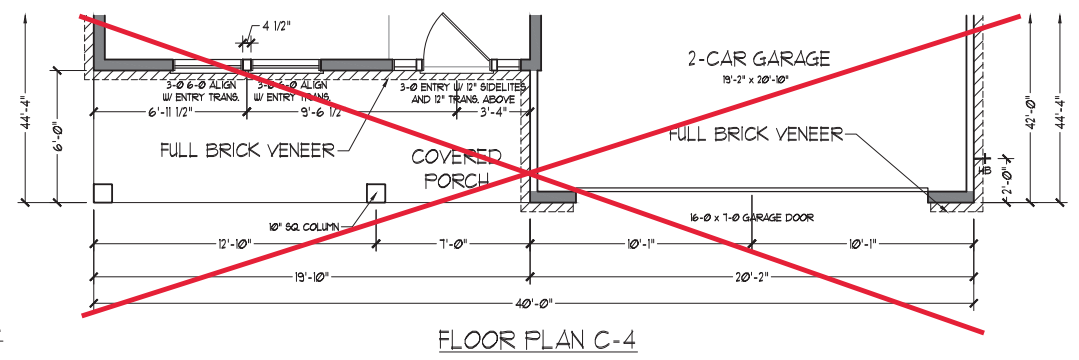 4 1/2"
2-CAR GARAGE
19'-2" x 20'-10"
3-0 6-0 ALIGN
W/ ENTRY TRANS.
3-0 6-0 ALIGN
W/ ENTRY TRANS.
3-0 ENTRY W/ 12" SIDELITES
AND 12" TRANS. ABOVE
6'-11 1/2"
9'-6 1/2"
3'-4"
44'-4"
6'-0"
42'-0"
44'-4"
FULL BRICK VENEER
FULL BRICK VENEER
COVERED
PORCH
HB
2'-0"
10" SQ. COLUMN
16-0 x 7-0 GARAGE DOOR
12'-10"
7'-0"
10'-1"
10'-1"
19'-10"
20'-2"
40'-0"
FLOOR PLAN C-4